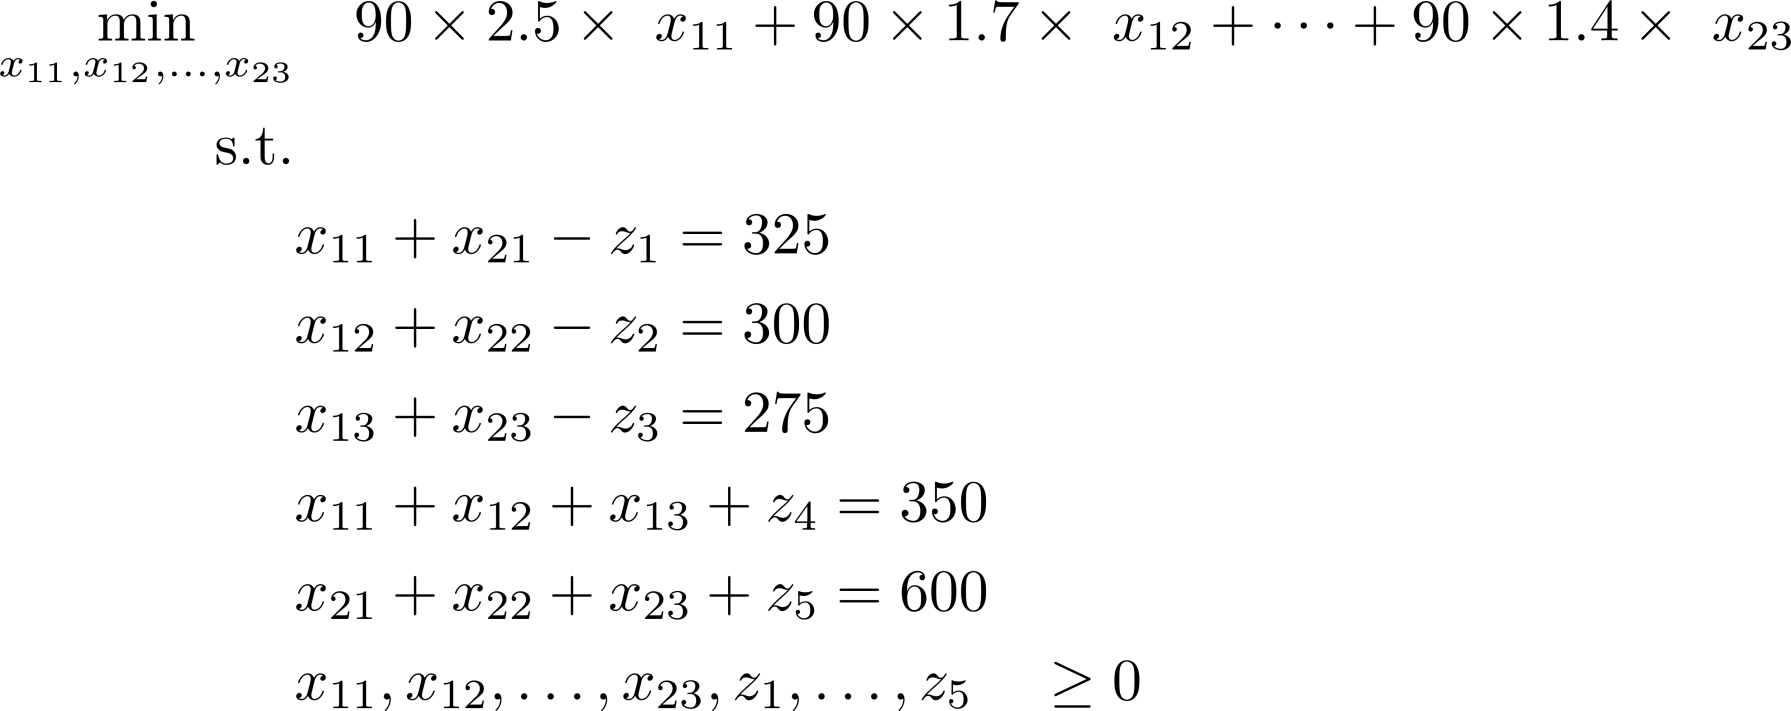 min 90 × 2.5 × x₁₁ + 90 × 1.7 × x₁₂ + ⋯ + 90 × 1.4 × x₂₃
x₁₁,x₁₂,...,x₂₃
s.t.
x₁₁ + x₂₁ − z₁ = 325
x₁₂ + x₂₂ − z₂ = 300
x₁₃ + x₂₃ − z₃ = 275
x₁₁ + x₁₂ + x₁₃ + z₄ = 350
x₂₁ + x₂₂ + x₂₃ + z₅ = 600
x₁₁, x₁₂, . . . , x₂₃, z₁, . . . , z₅ ≥ 0